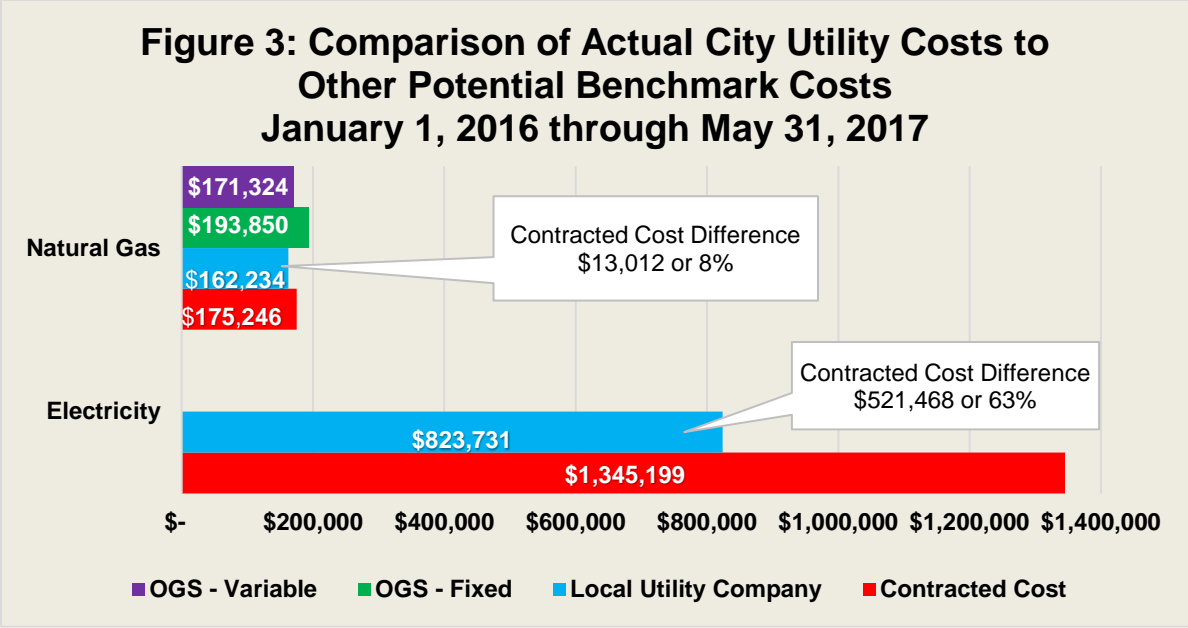 Figure 3: Comparison of Actual City Utility Costs to
Other Potential Benchmark Costs
January 1, 2016 through May 31, 2017
Natural Gas
$171,324
$193,850
$162,234
$175,246
Contracted Cost Difference
$13,012 or 8%
Electricity
$823,731
$1,345,199
Contracted Cost Difference
$521,468 or 63%
$- $200,000 $400,000 $600,000 $800,000 $1,000,000 $1,200,000 $1,400,000
OGS - Variable OGS - Fixed Local Utility Company Contracted Cost